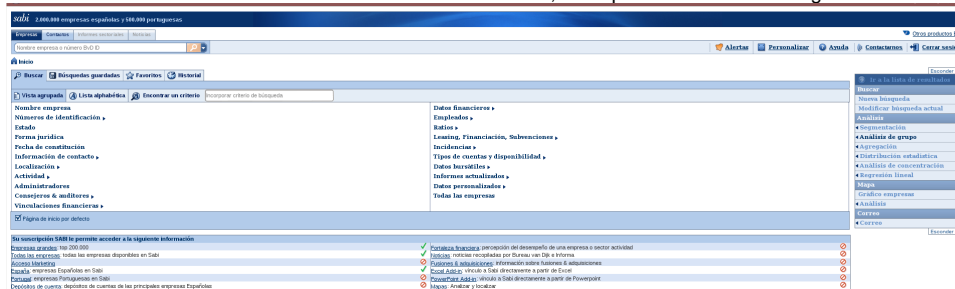 sabi 2.000.000 empresas españolas y 500.000 portuguesas
Empresas Contactos Informes sectoriales Noticias
Otros productos
Nombre empresa o número BvD ID
Alertas Personalizar Ayuda Contactarnos Cerrar sesi
Inicio
Esconder
Buscar Búsquedas guardadas Favoritos Historial
Ir a la lista de resultados
Buscar
Vista agrupada Lista alphabética Encontrar un criterio Incorporar criterio de búsqueda
Nueva búsqueda
Modificar búsqueda actual
Nombre empresa
Números de identificación
Estado
Forma jurídica
Fecha de constitución
Información de contacto
Localización
Actividad
Administradores
Consejeros & auditores
Vinculaciones financieras
Datos financieros
Empleados
Ratios
Leasing, Financiación, Subvenciones
Incidencias
Tipos de cuentas y disponibilidad
Datos bursátiles
Informes actualizados
Datos personalizados
Todas las empresas
Análisis
Segmentación
Análisis de grupo
Agregación
Distribución estadística
Análisis de concentración
Regresión lineal
Mapa
Gráfico empresas
Análisis
Correo
Correo
Esconder
Página de inicio por defecto
Su suscripción SABI le permite acceder a la siguiente información
Empresas grandes: top 200.000
Todas las empresas: todas las empresas disponibles en Sabi
Acceso Marketing
España: empresas Españolas en Sabi
Portugal: empresas Portuguesas en Sabi
Depósitos de cuenta: depósitos de cuentas de las principales empresas Españolas
Fortaleza financiera: percepción del desempeño de una empresa o sector actividad
Noticias: noticias recopiladas por Bureau van Dijk e Informa
Fusiones & adquisiciones: información sobre fusiones & adquisiciones
Excel Add-in: vínculo a Sabi directamente a partir de Excel
PowerPoint Add-in: vínculo a Sabi directamente a partir de Powerpoint
Mapas: Analizar y localizar